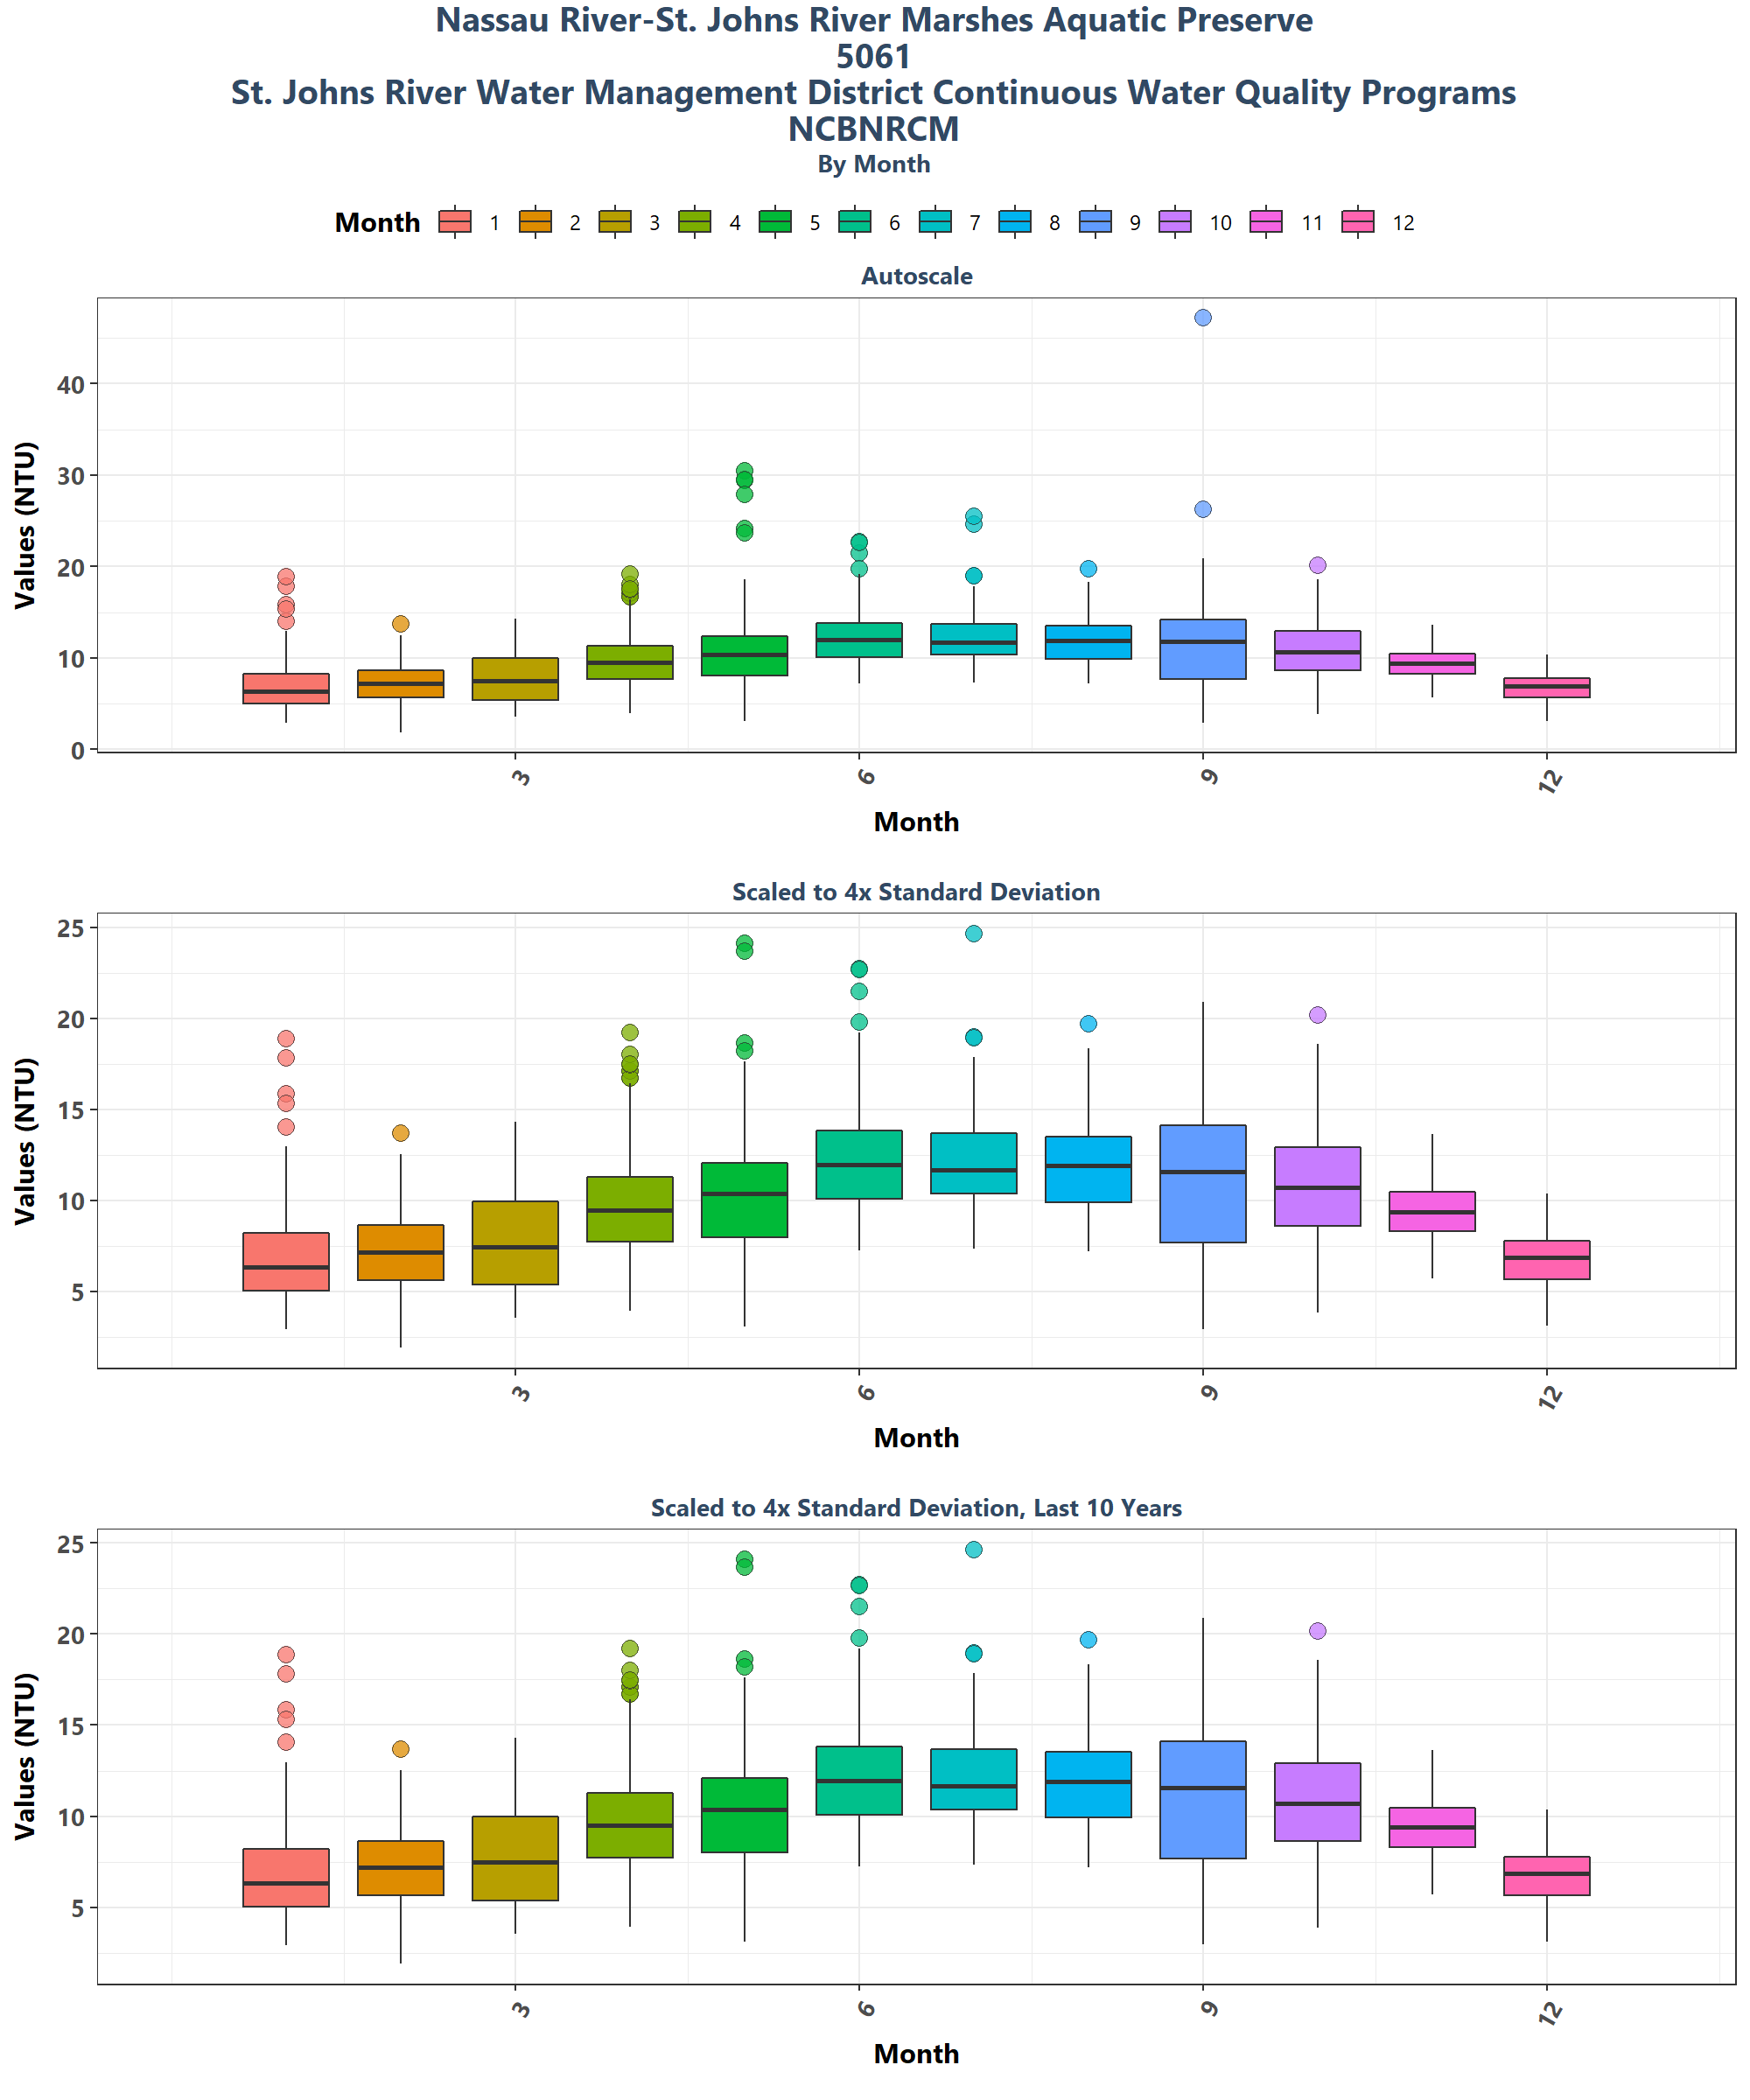 Nassau River-St. Johns River Marshes Aquatic Preserve
5061
St. Johns River Water Management District Continuous Water Quality Programs
NCBNRCM
By Month
Month 1 2 3 4 5 6 7 8 9 10 11 12
Autoscale
Values (NTU)
40
30
20
10
0
3 6 9 12
Month
Scaled to 4x Standard Deviation
Values (NTU)
25
20
15
10
5
3 6 9 12
Month
Scaled to 4x Standard Deviation, Last 10 Years
Values (NTU)
25
20
15
10
5
3 6 9 12
Month